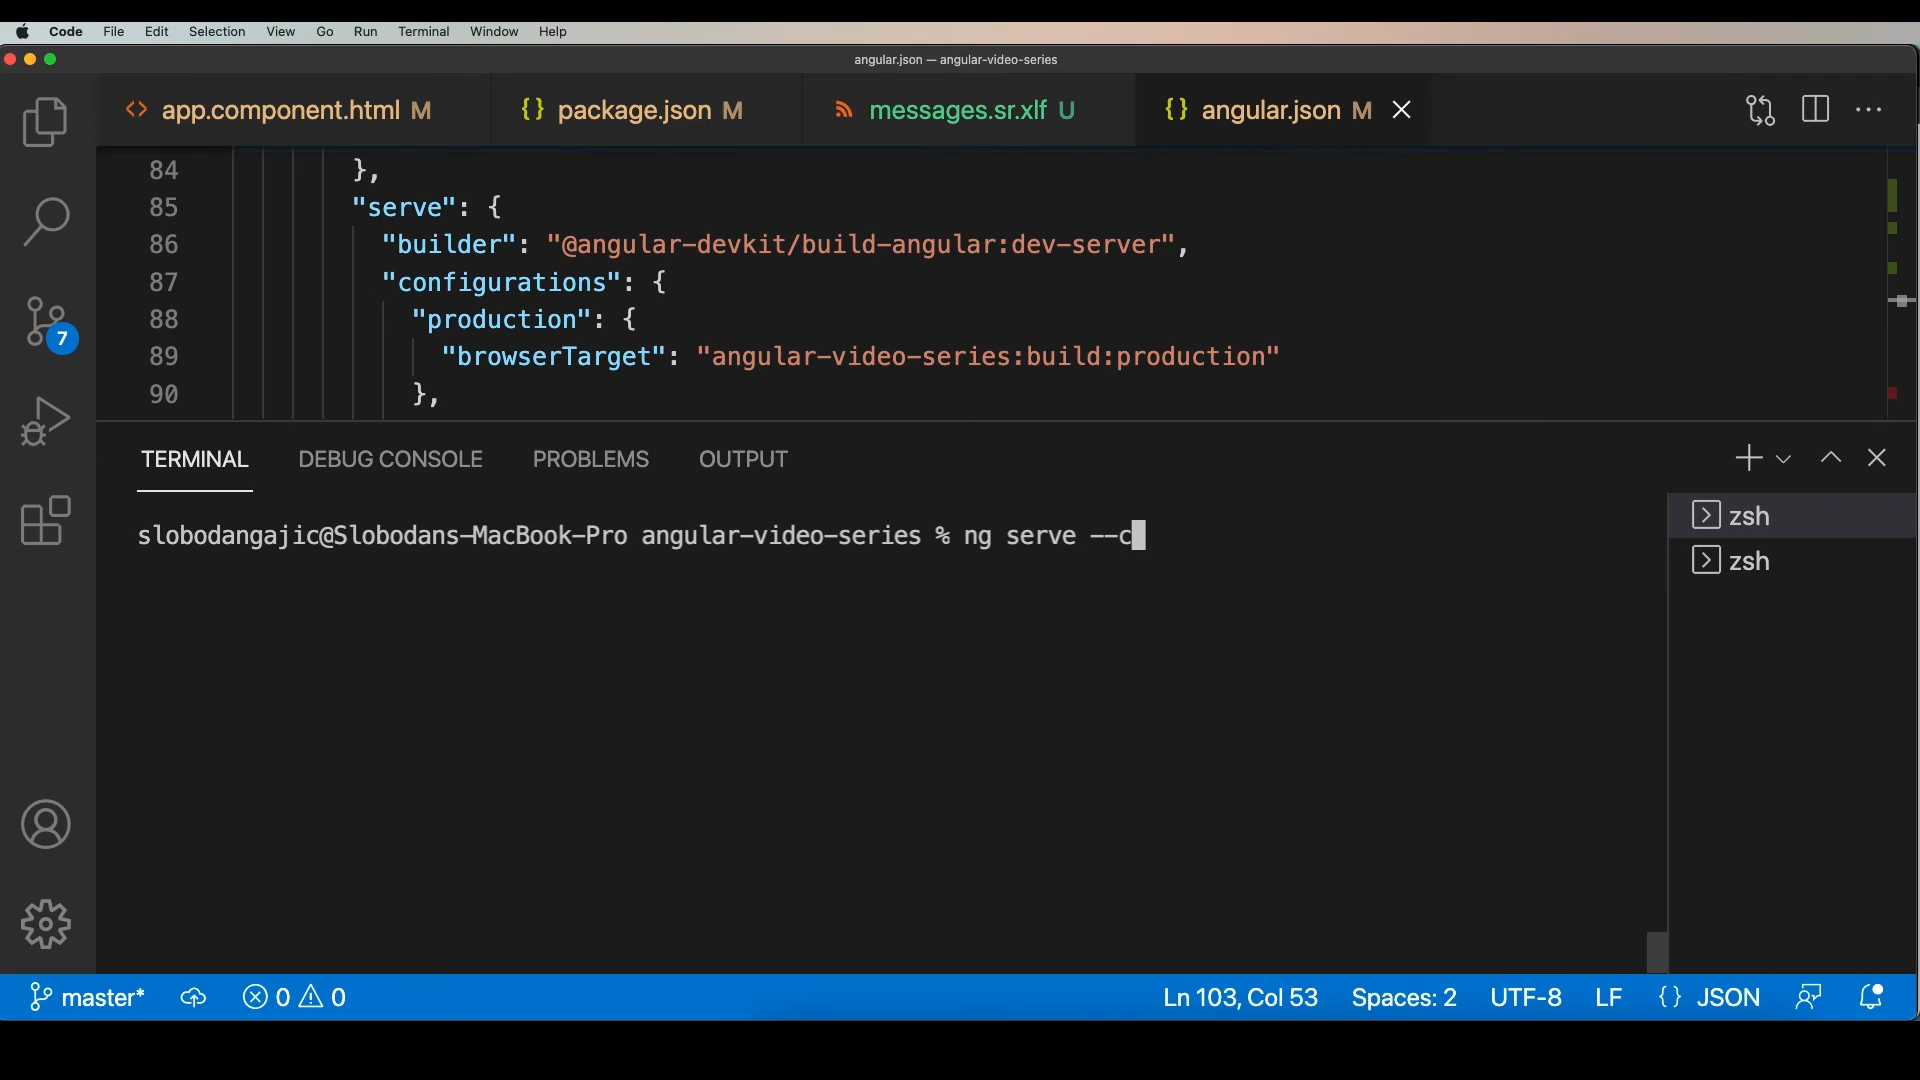 Code File Edit Selection View Go Run Terminal Window Help
angular.json — angular-video-series
app.component.html M package.json M messages.sr.xlf U angular.json M
84 },
85 "serve": {
86 "builder": "@angular-devkit/build-angular:dev-server",
87 "configurations": {
88 "production": {
89 "browserTarget": "angular-video-series:build:production"
90 },
7
TERMINAL DEBUG CONSOLE PROBLEMS OUTPUT
slobodangajic@Slobodans-MacBook-Pro angular-video-series % ng serve --c
zsh
zsh
master* 0 0 Ln 103, Col 53 Spaces: 2 UTF-8 LF {} JSON